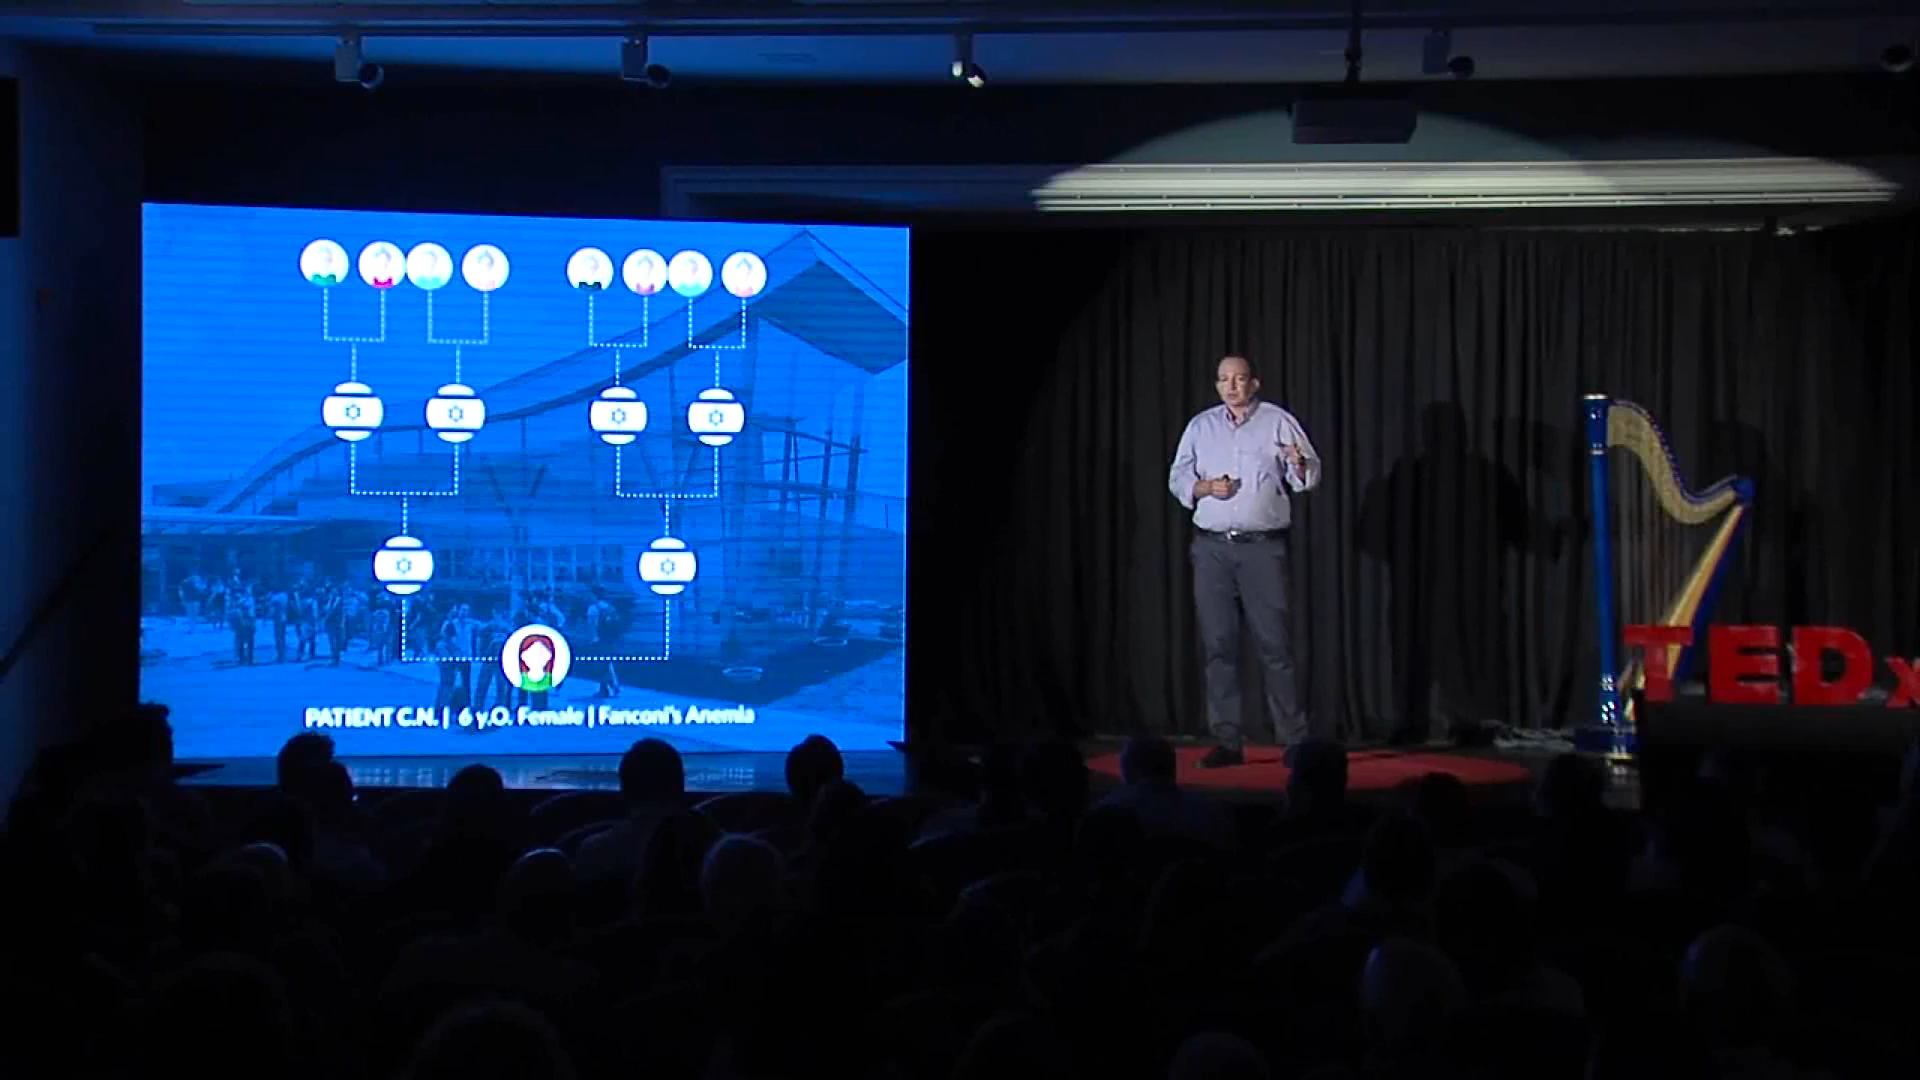 PATIENT C.N. | 6 y.O. Female | Fanconi's Anemia
TEDx